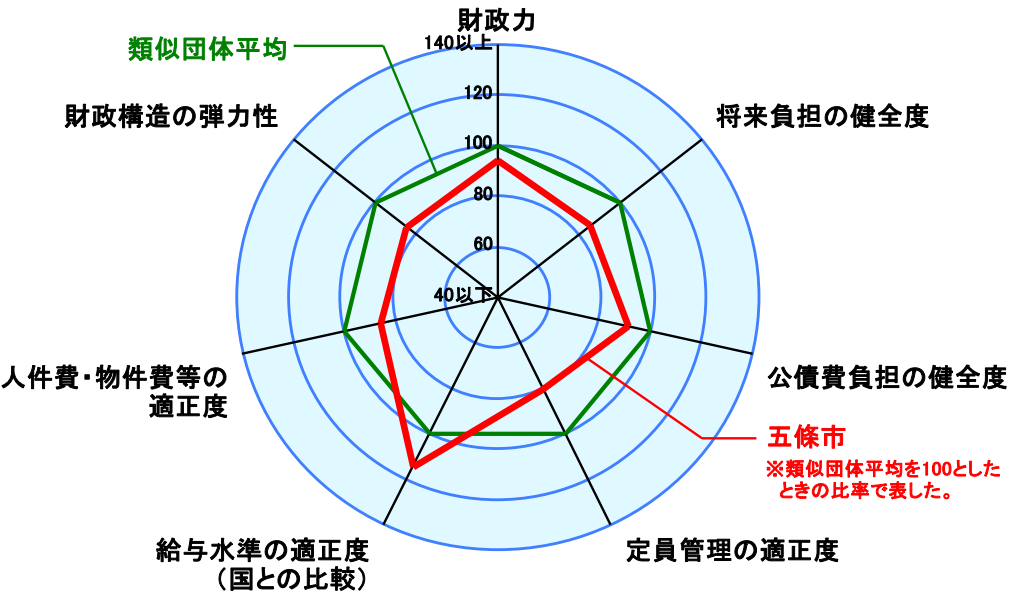 財政力
140以上
類似団体平均
120
財政構造の弾力性
将来負担の健全度
100
80
60
40以下
人件費・物件費等の
適正度
公債費負担の健全度
五條市
※類似団体平均を100とした
ときの比率で表した。
給与水準の適正度
（国との比較）
定員管理の適正度